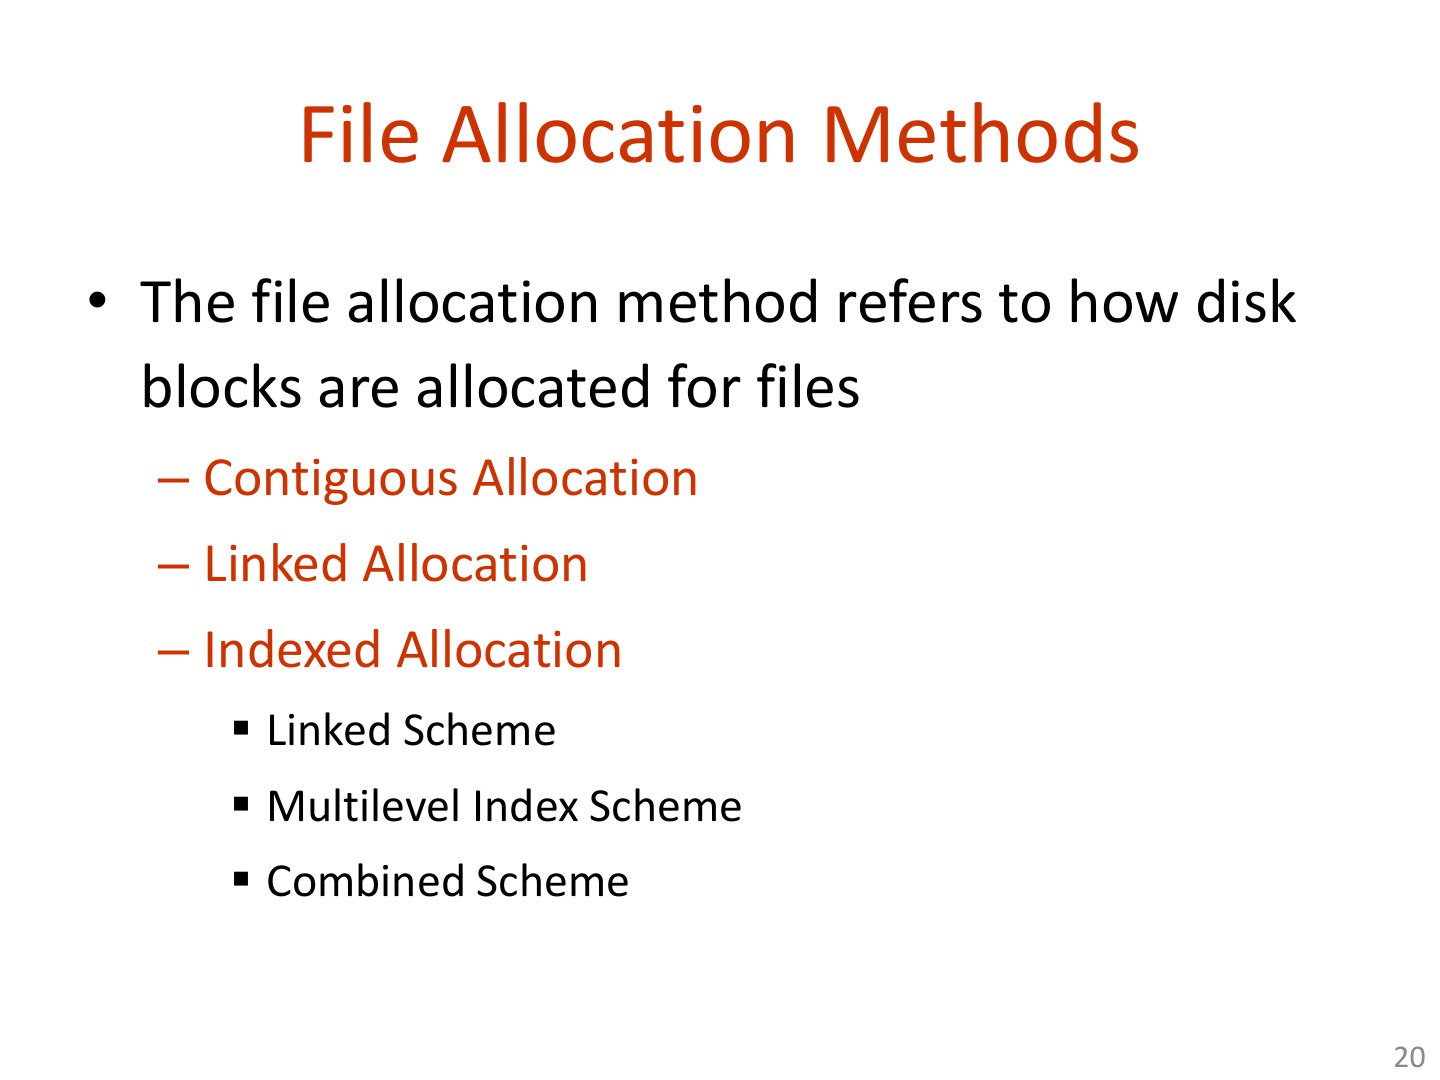 File Allocation Methods
• The file allocation method refers to how disk
blocks are allocated for files
– Contiguous Allocation
– Linked Allocation
– Indexed Allocation
▪ Linked Scheme
▪ Multilevel Index Scheme
▪ Combined Scheme
20